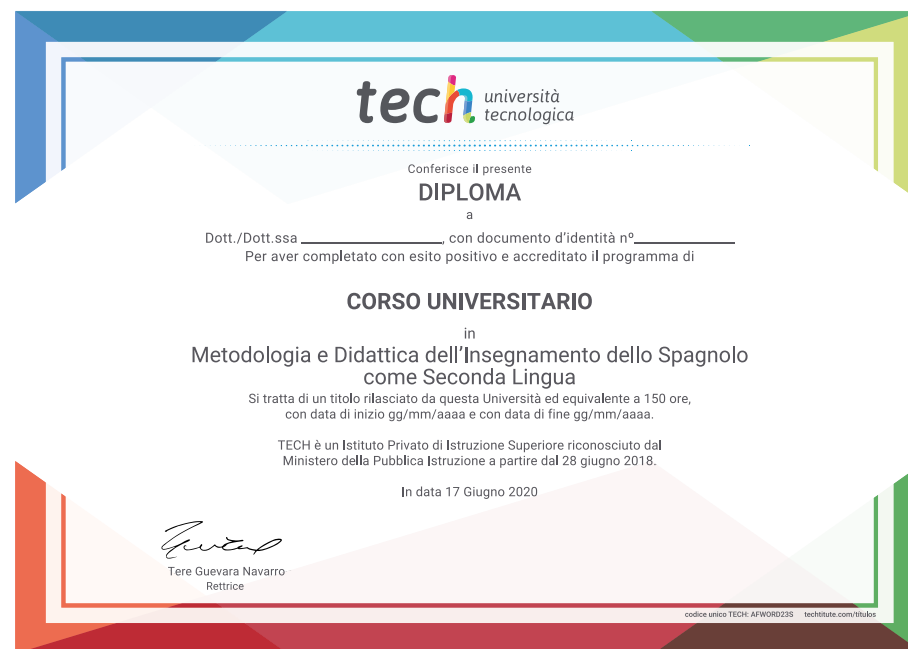 tech università
tecnologica
Conferisce il presente
DIPLOMA
a
Dott./Dott.ssa ____________________, con documento d'identità nº______________
Per aver completato con esito positivo e accreditato il programma di
CORSO UNIVERSITARIO
in
Metodologia e Didattica dell'Insegnamento dello Spagnolo
come Seconda Lingua
Si tratta di un titolo rilasciato da questa Università ed equivalente a 150 ore,
con data di inizio gg/mm/aaaa e con data di fine gg/mm/aaaa.
TECH è un Istituto Privato di Istruzione Superiore riconosciuto dal
Ministero della Pubblica Istruzione a partire dal 28 giugno 2018.
In data 17 Giugno 2020
Tere Guevara Navarro
Rettrice
codice unico TECH: AFWORD23S techtitute.com/titulos